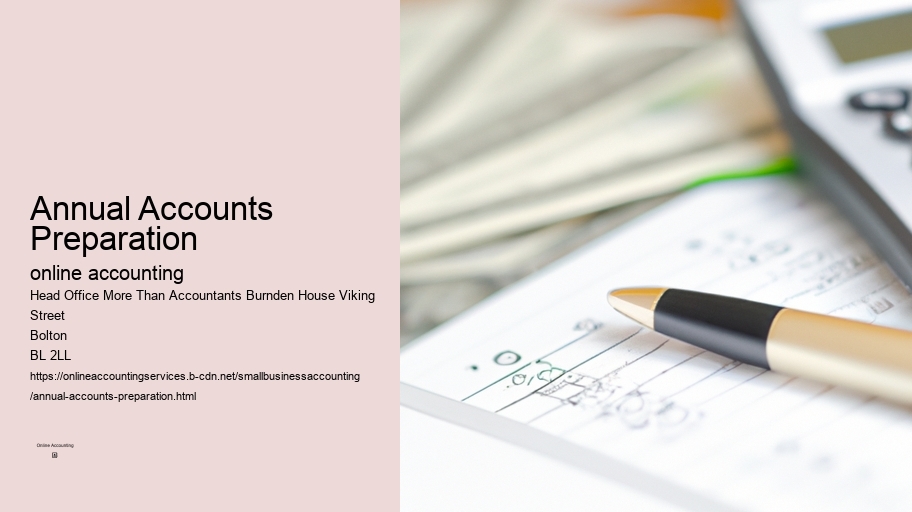 Annual Accounts
Preparation
online accounting
Head Office More Than Accountants Burnden House Viking
Street
Bolton
BL 2LL
https://onlineaccountingservices.b-cdn.net/smallbusinessaccounting
/annual-accounts-preparation.html
Online Accounting